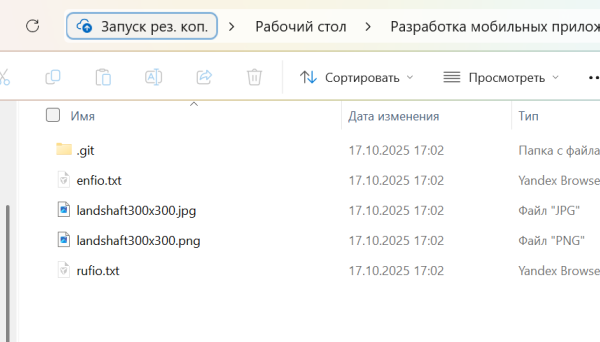 Запуск рез. коп. > Рабочий стол > Разработка мобильных прилож
Сортировать Просмотреть
Имя Дата изменения Тип
.git 17.10.2025 17:02 Папка с файла
enfio.txt 17.10.2025 17:02 Yandex Browse
landshaft300x300.jpg 17.10.2025 17:02 Файл "JPG"
landshaft300x300.png 17.10.2025 17:02 Файл "PNG"
rufio.txt 17.10.2025 17:02 Yandex Browse